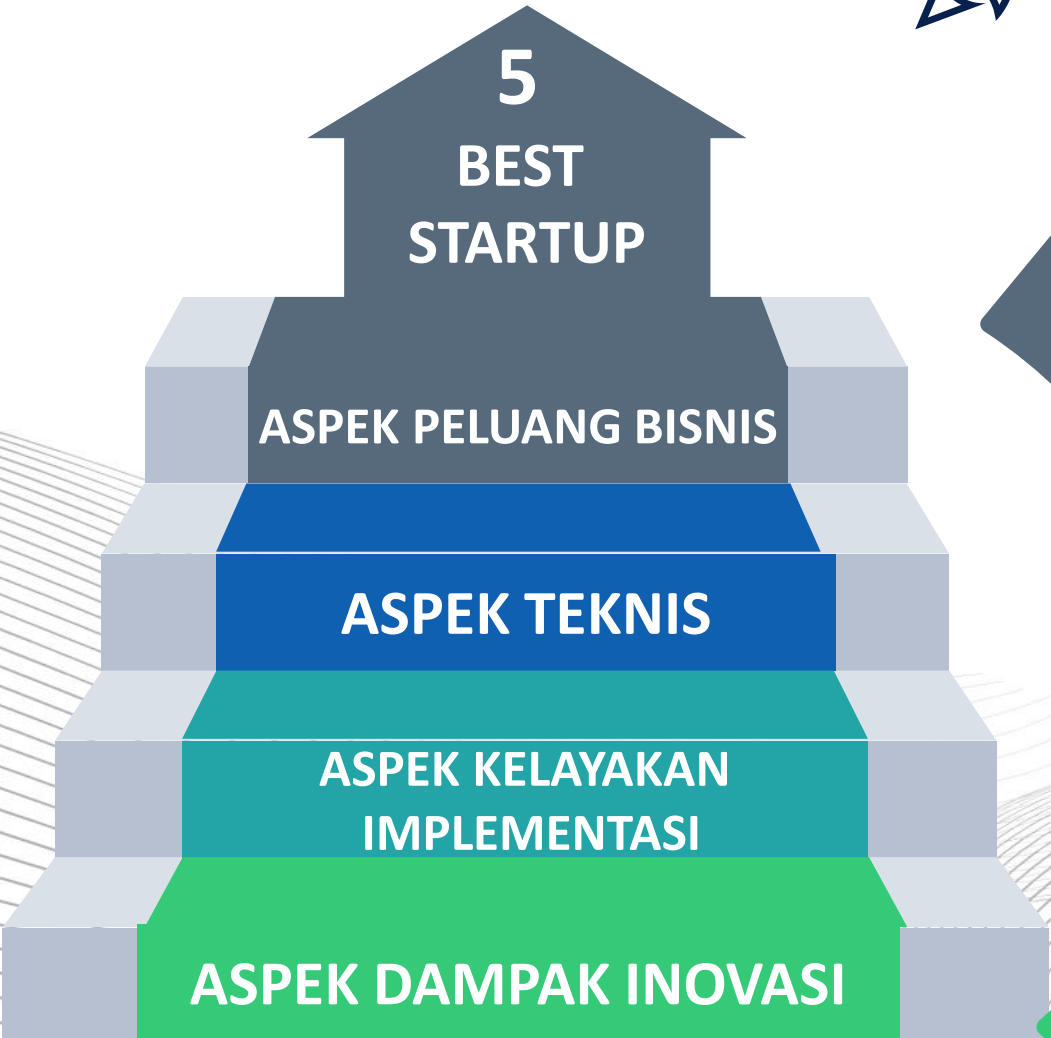 5
BEST
STARTUP
ASPEK PELUANG BISNIS
ASPEK TEKNIS
ASPEK KELAYAKAN
IMPLEMENTASI
ASPEK DAMPAK INOVASI